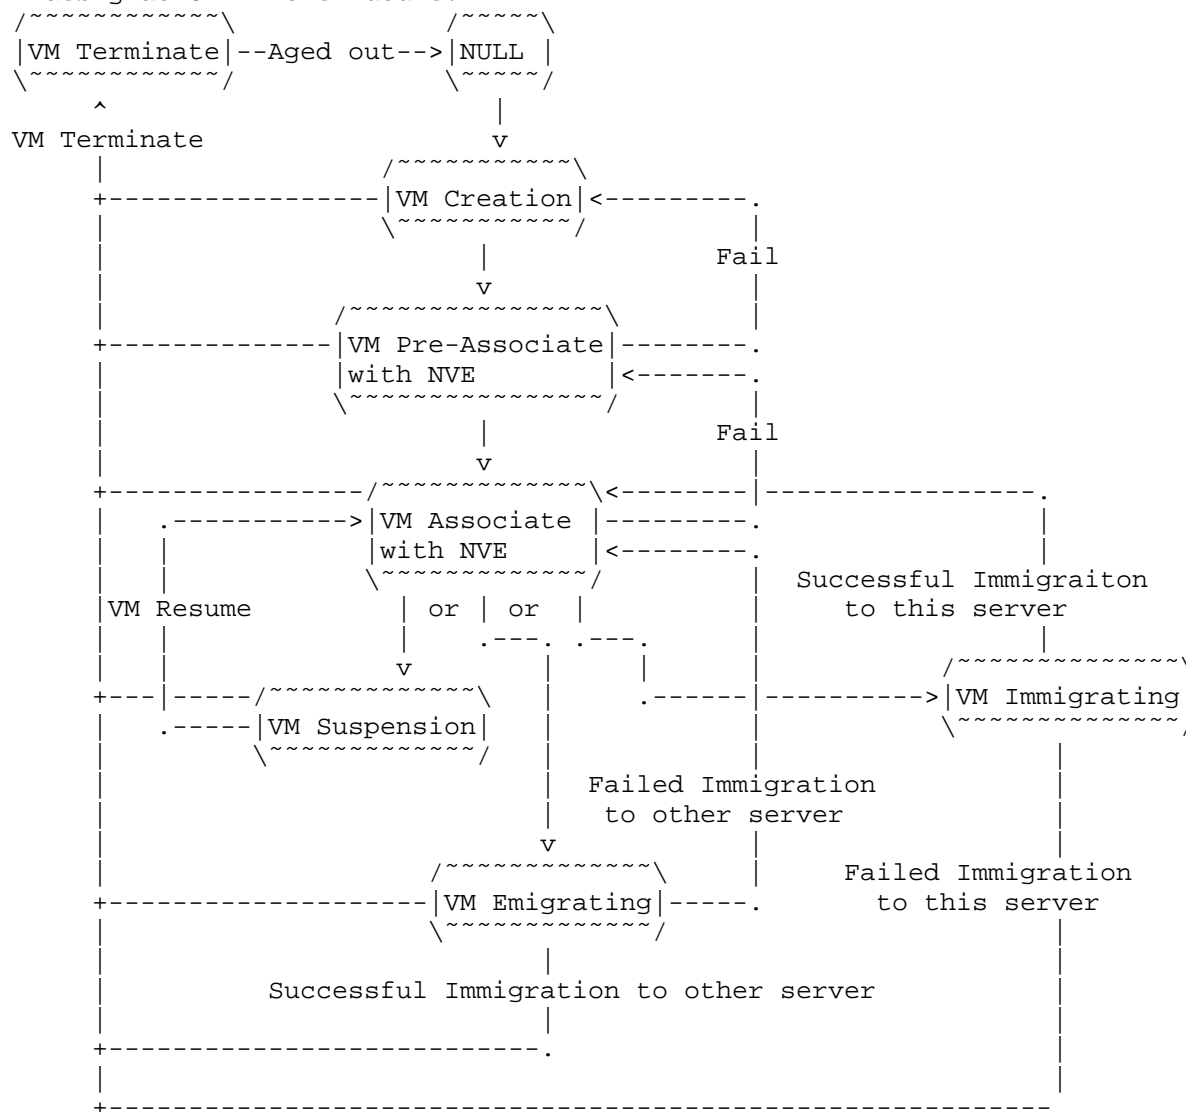 VM Terminate --Aged out--> NULL
VM Terminate
VM Creation
Fail
VM Pre-Associate
with NVE
Fail
VM Associate
with NVE
Successful Immigraiton
VM Resume or or to this server
VM Immigrating
VM Suspension
Failed Immigration
to other server
Failed Immigration
VM Emigrating to this server
Successful Immigration to other server